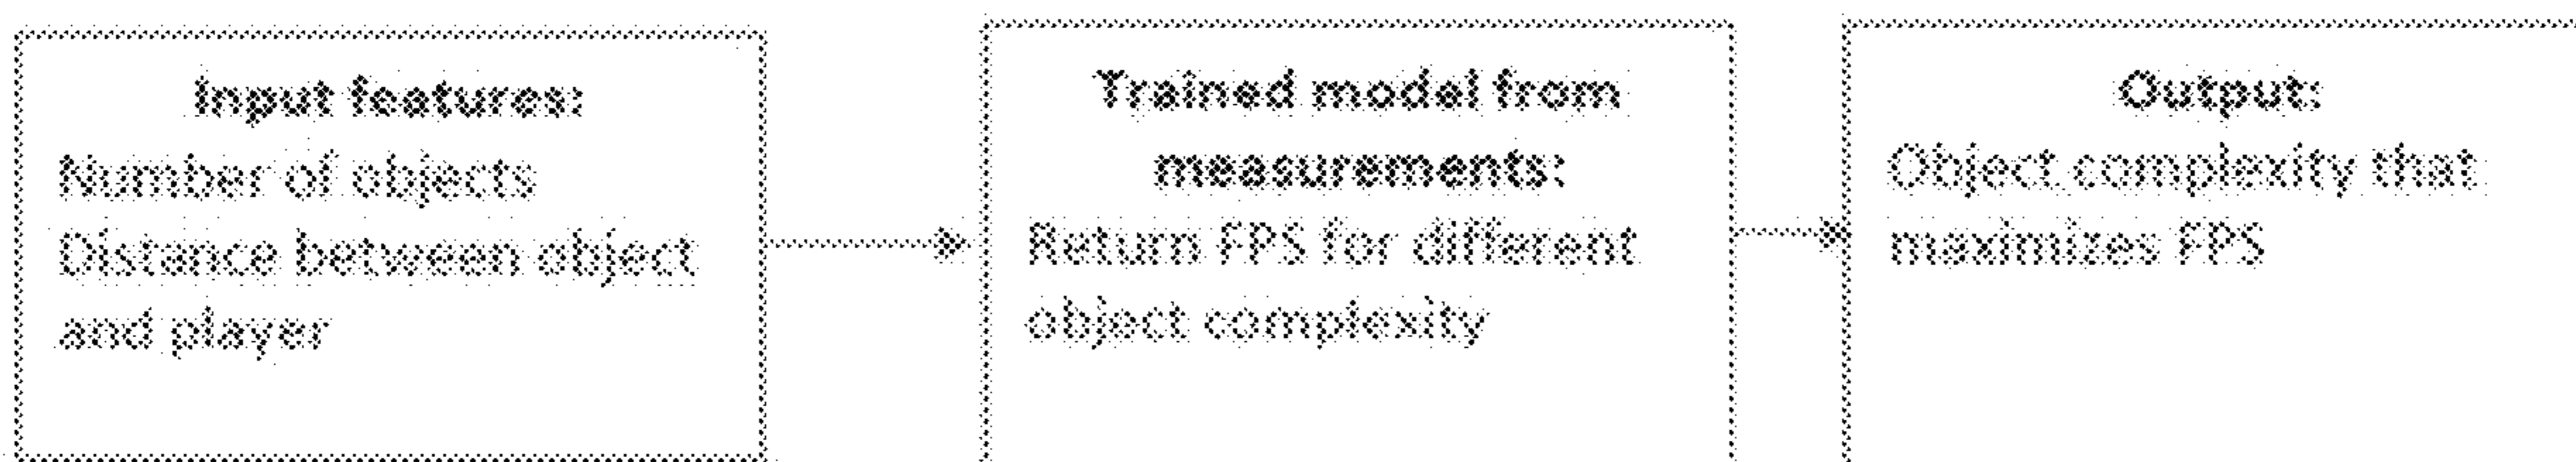 Input features:
Number of objects
Distance between object
and player
Trained model from
measurements:
Return FPS for different
object complexity
Output:
Object complexity that
maximizes FPS